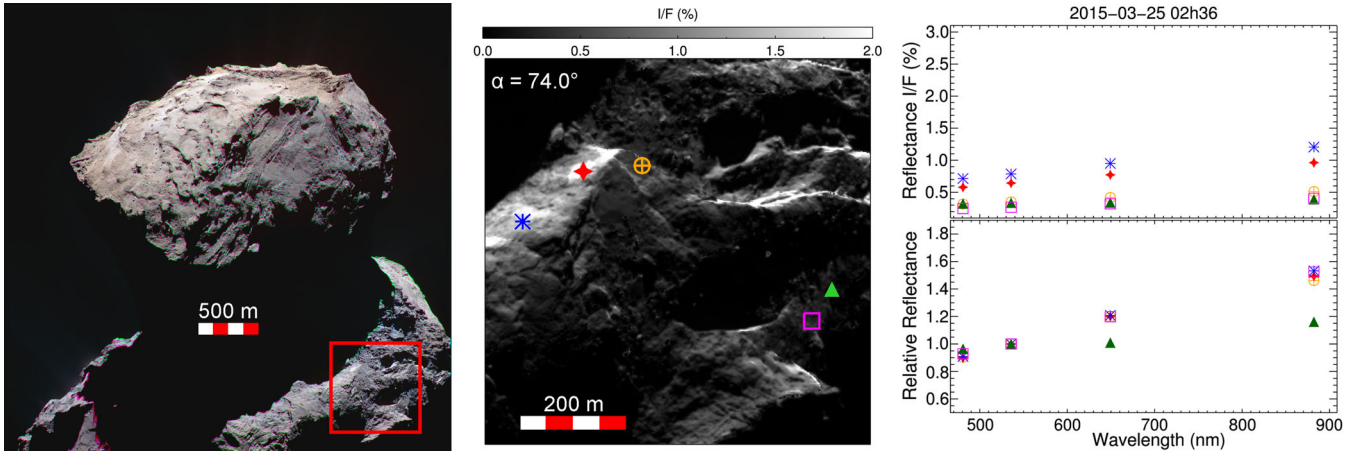 500 m
I/F (%)
0.0 0.5 1.0 1.5 2.0
α = 74.0°
200 m
2015-03-25 02h36
Reflectance I/F (%)
3.0
2.5
2.0
1.5
1.0
0.5
Relative Reflectance
1.8
1.6
1.4
1.2
1.0
0.8
0.6
500 600 700 800 900
Wavelength (nm)